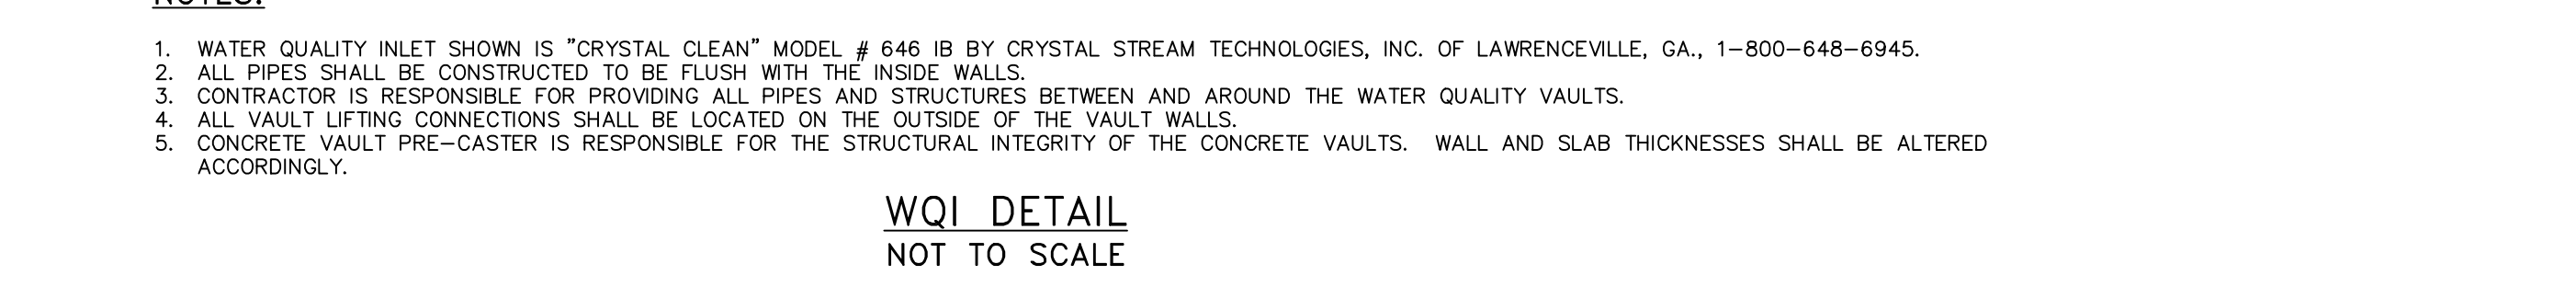 NOTES:
1. WATER QUALITY INLET SHOWN IS "CRYSTAL CLEAN" MODEL # 646 IB BY CRYSTAL STREAM TECHNOLOGIES, INC. OF LAWRENCEVILLE, GA., 1-800-648-6945.
2. ALL PIPES SHALL BE CONSTRUCTED TO BE FLUSH WITH THE INSIDE WALLS.
3. CONTRACTOR IS RESPONSIBLE FOR PROVIDING ALL PIPES AND STRUCTURES BETWEEN AND AROUND THE WATER QUALITY VAULTS.
4. ALL VAULT LIFTING CONNECTIONS SHALL BE LOCATED ON THE OUTSIDE OF THE VAULT WALLS.
5. CONCRETE VAULT PRE-CASTER IS RESPONSIBLE FOR THE STRUCTURAL INTEGRITY OF THE CONCRETE VAULTS. WALL AND SLAB THICKNESSES SHALL BE ALTERED
ACCORDINGLY.
WQI DETAIL
NOT TO SCALE